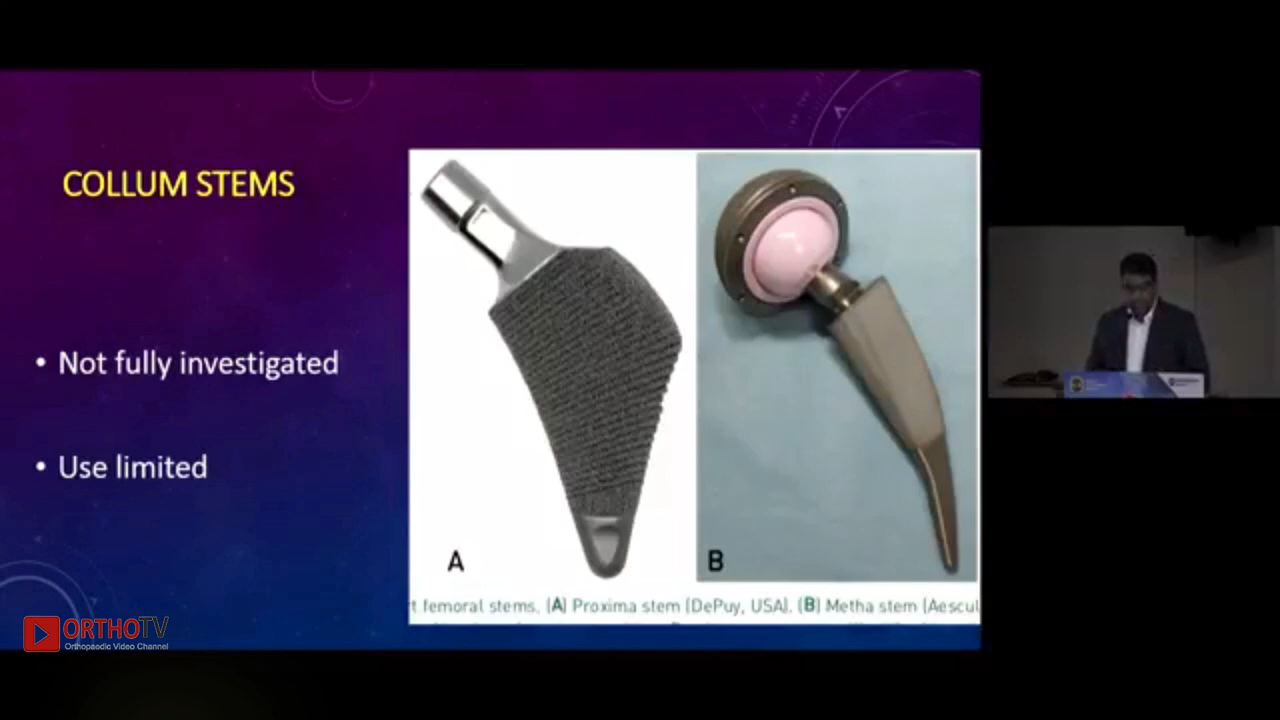 COLLUM STEMS
• Not fully investigated
• Use limited
A
B
t femoral stems. (A) Proxima stem (DePuy, USA). (B) Metha stem (Aescul
ORTHOTV
Orthopaedic Video Channel